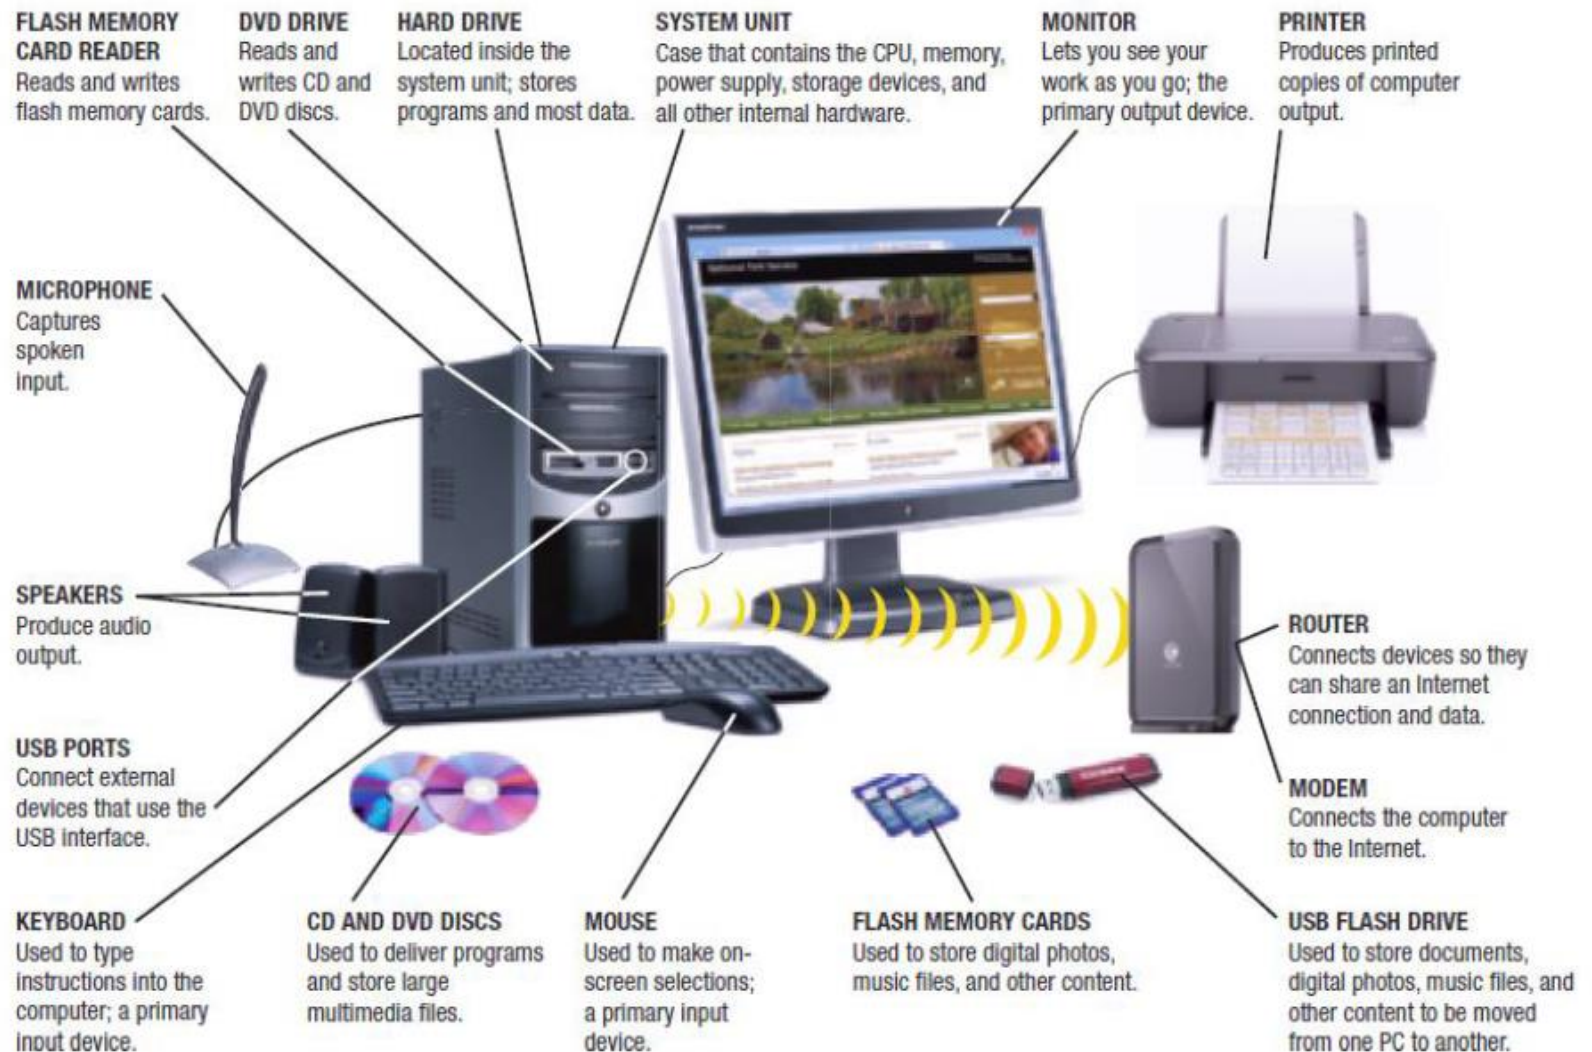 FLASH MEMORY
CARD READER
Reads and writes
flash memory cards.
DVD DRIVE
Reads and
writes CD and
DVD discs.
HARD DRIVE
Located inside the
system unit; stores
programs and most data.
SYSTEM UNIT
Case that contains the CPU, memory,
power supply, storage devices, and
all other internal hardware.
MONITOR
Lets you see your
work as you go; the
primary output device.
PRINTER
Produces printed
copies of computer
output.
MICROPHONE
Captures
spoken
input.
National Park Service
SPEAKERS
Produce audio
output.
ROUTER
Connects devices so they
can share an Internet
connection and data.
USB PORTS
Connect external
devices that use the
USB interface.
MODEM
Connects the computer
to the Internet.
KEYBOARD
Used to type
instructions into the
computer; a primary
input device.
CD AND DVD DISCS
Used to deliver programs
and store large
multimedia files.
MOUSE
Used to make on-
screen selections;
a primary input
device.
FLASH MEMORY CARDS
Used to store digital photos,
music files, and other content.
USB FLASH DRIVE
Used to store documents,
digital photos, music files, and
other content to be moved
from one PC to another.